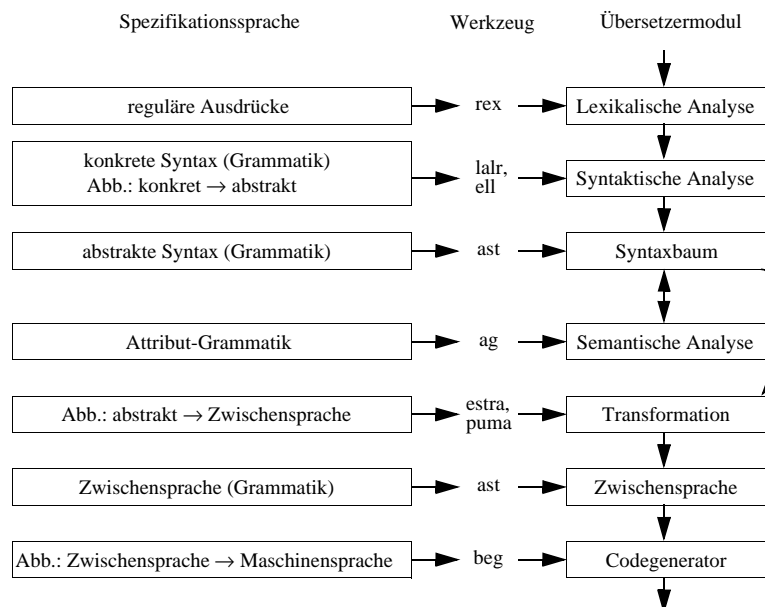 Spezifikationssprache Werkzeug Übersetzermodul
reguläre Ausdrücke rex Lexikalische Analyse
konkrete Syntax (Grammatik)
Abb.: konkret → abstrakt
lalr,
ell
Syntaktische Analyse
abstrakte Syntax (Grammatik) ast Syntaxbaum
Attribut-Grammatik ag Semantische Analyse
Abb.: abstrakt → Zwischensprache
estra,
puma
Transformation
Zwischensprache (Grammatik) ast Zwischensprache
Abb.: Zwischensprache → Maschinensprache beg Codegenerator